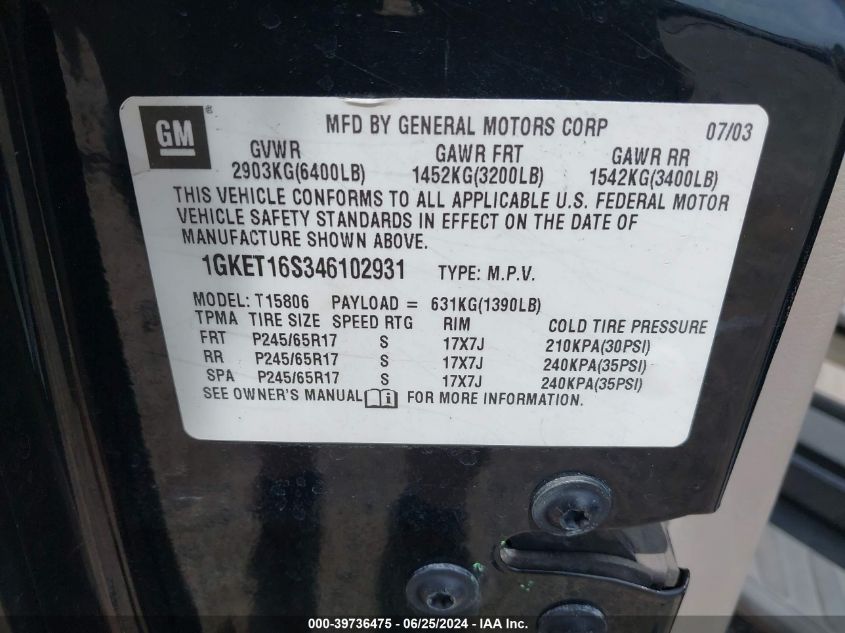 GM ®
MFD BY GENERAL MOTORS CORP 07/03
GVWR GAWR FRT GAWR RR
2903KG(6400LB) 1452KG(3200LB) 1542KG(3400LB)
THIS VEHICLE CONFORMS TO ALL APPLICABLE U.S. FEDERAL MOTOR
VEHICLE SAFETY STANDARDS IN EFFECT ON THE DATE OF
MANUFACTURE SHOWN ABOVE.
1GKET16S346102931 TYPE: M.P.V.
MODEL: T15806 PAYLOAD = 631KG(1390LB)
TPMA TIRE SIZE SPEED RTG RIM COLD TIRE PRESSURE
FRT P245/65R17 S 17X7J 210KPA(30PSI)
RR P245/65R17 S 17X7J 240KPA(35PSI)
SPA P245/65R17 S 17X7J 240KPA(35PSI)
SEE OWNER'S MANUAL i FOR MORE INFORMATION.
000-39736475 - 06/25/2024 - IAA Inc.